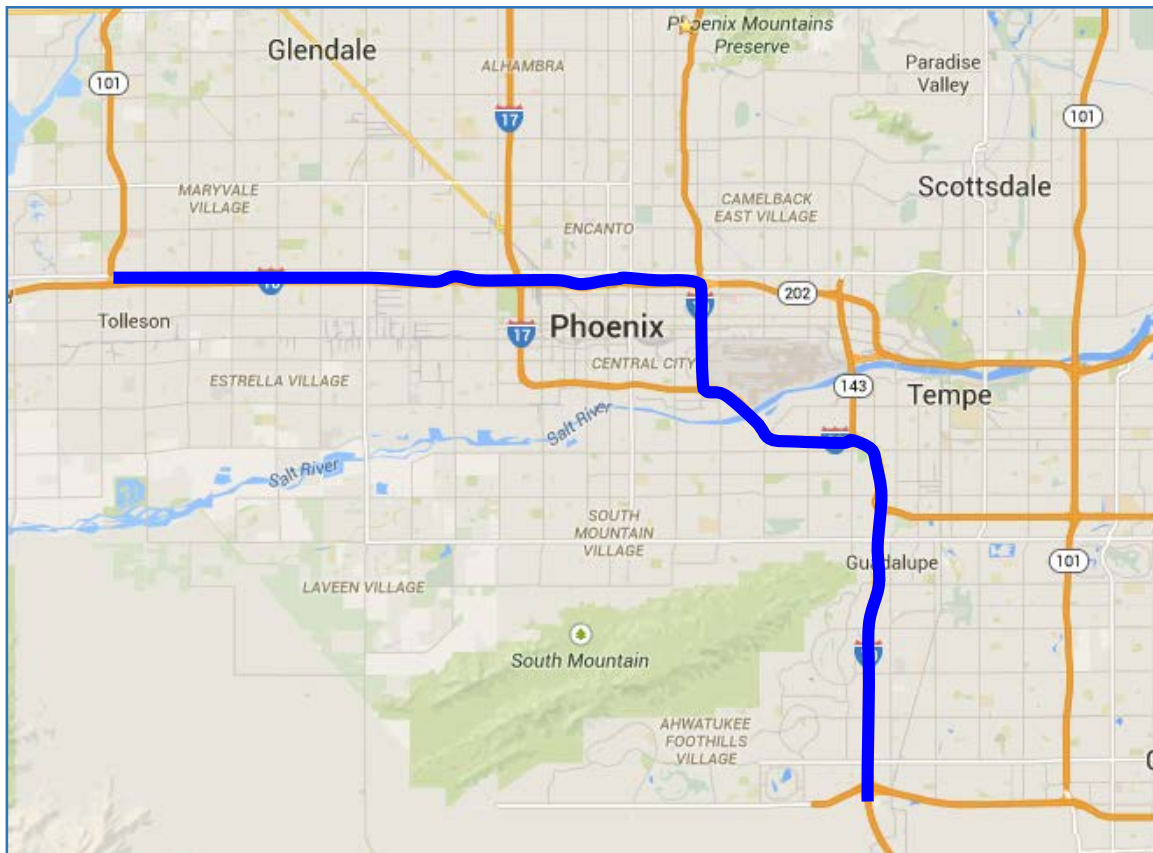 Glendale
101
ALHAMBRA
17
Phoenix Mountains
Preserve
Paradise
Valley
101
MARYVALE
VILLAGE
CAMELBACK
EAST VILLAGE
Scottsdale
ENCANTO
202
Tolleson
17
Phoenix
CENTRAL CITY
ESTRELLA VILLAGE
143
Tempe
Salt River
Salt River
SOUTH
MOUNTAIN
VILLAGE
Guadalupe
101
LAVEEN VILLAGE
South Mountain
AHWATUKEE
FOOTHILLS
VILLAGE